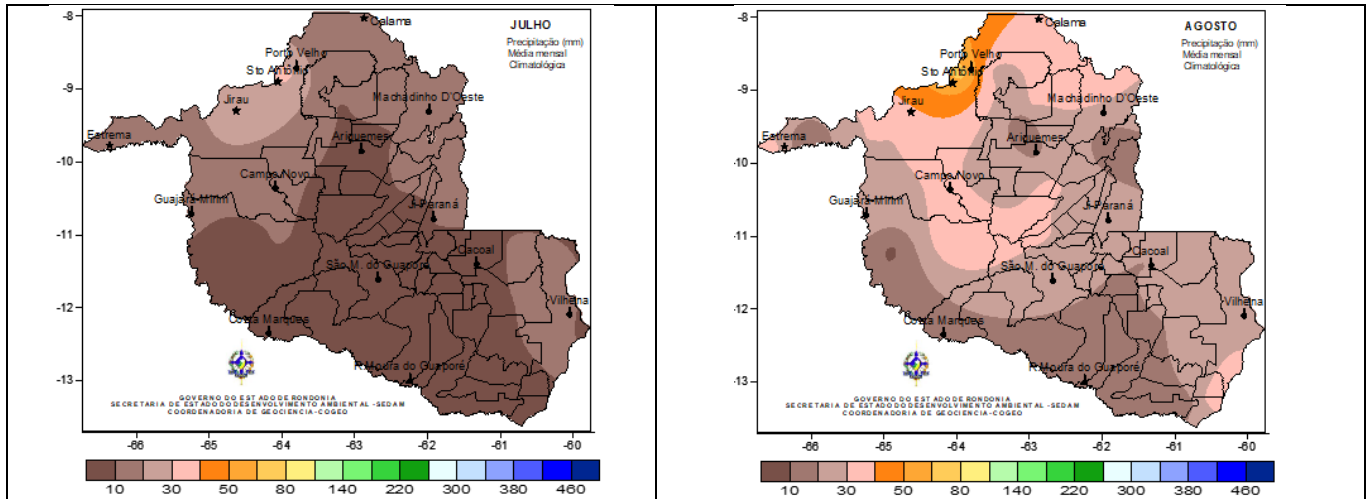 JULHO
Precipitação (mm)
Média mensal
Climatológica
-8
-9
-10
-11
-12
-13
Calama
Porto Velho
Sto Antônio
Jirau
Machadinho D'Oeste
Estrema
Ariquemes
Campo Novo
Guajará-Mirim
Ji-Paraná
Cacoal
São M. do Guaporé
Vilhena
Costa Marques
R.Moura do Guaporé
GOVERNO DO ESTADO DE RONDONIA
SECRETARIA DE ESTADO DO DESENVOLVIMENTO AMBIENTAL -SEDAM
COORDENADORIA DE GEOCIENCIA-COGEO
-66 -65 -64 -63 -62 -61 -60
10 30 50 80 140 220 300 380 460
AGOSTO
Precipitação (mm)
Média mensal
Climatológica
-8
-9
-10
-11
-12
-13
Calama
Porto Velho
Sto Antônio
Jirau
Machadinho D'Oeste
Estrema
Ariquemes
Campo Novo
Guajará-Mirim
Ji-Paraná
Cacoal
São M. do Guaporé
Vilhena
Costa Marques
R.Moura do Guaporé
GOVERNO DO ESTADO DE RONDONIA
SECRETARIA DE ESTADO DO DESENVOLVIMENTO AMBIENTAL -SEDAM
COORDENADORIA DE GEOCIENCIA-COGEO
-66 -65 -64 -63 -62 -61 -60
10 30 50 80 140 220 300 380 460